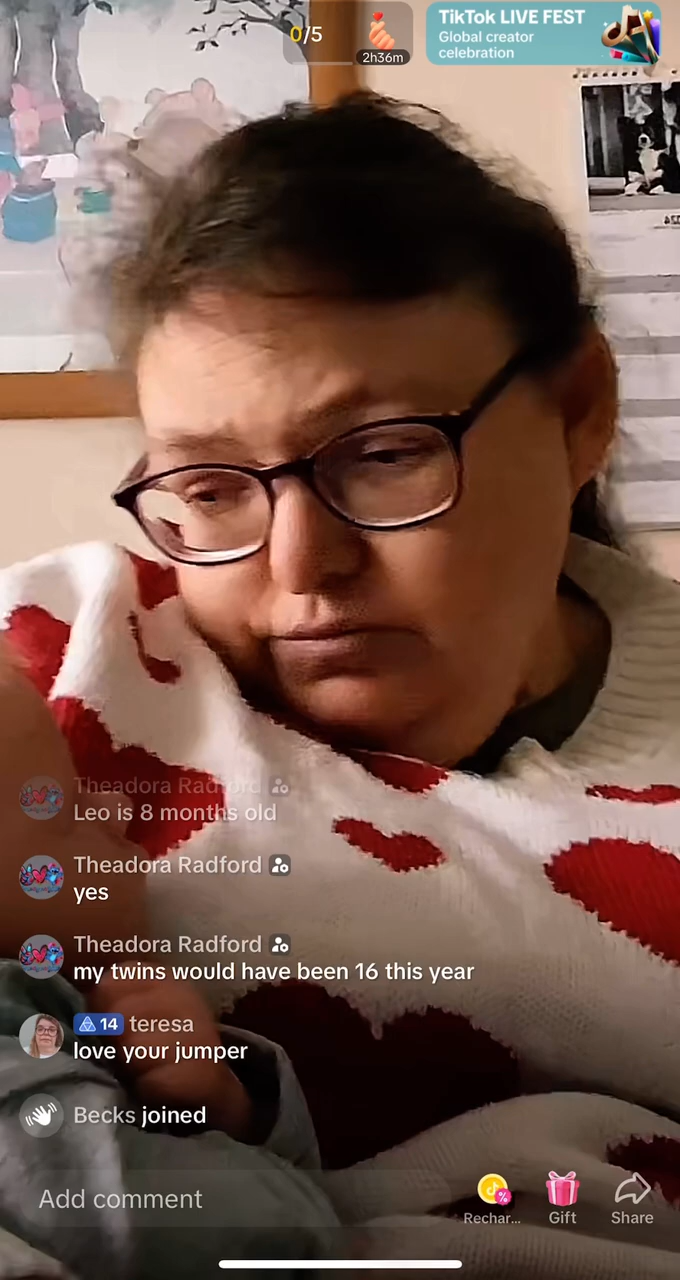 0/5
2h36m
TikTok LIVE FEST
Global creator
celebration
Theadora Radford
Leo is 8 months old
Theadora Radford
yes
Theadora Radford
my twins would have been 16 this year
14 teresa
love your jumper
Becks joined
Add comment
Rechar...
Gift
Share